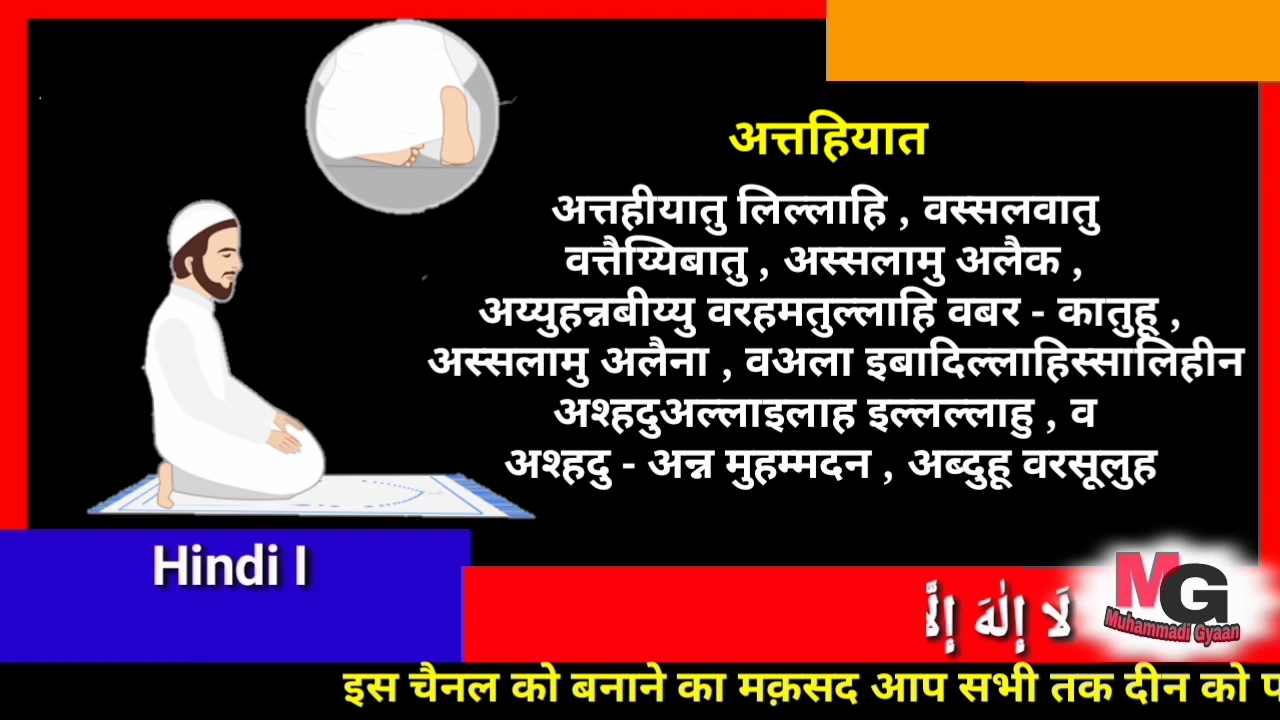 अत्तहियात
अत्तहीयातु लिल्लाहि , वस्सलवातु
वत्तैय्यिबातु , अस्सलामु अलैक ,
अय्युहन्नबीय्यु वरहमतुल्लाहि वबर - कातुहू ,
अस्सलामु अलैना , वअला इबादिल्लाहिस्सालिहीन
अश्हदुअल्लाइलाह इल्लल्लाहु , व
अश्हदु - अन्न मुहम्मदन , अब्दुहू वरसूलुह
Hindi I
لَا إِلٰهَ
MG
Muhammadi Gyaan
इस चैनल को बनाने का मक़सद आप सभी तक दीन को